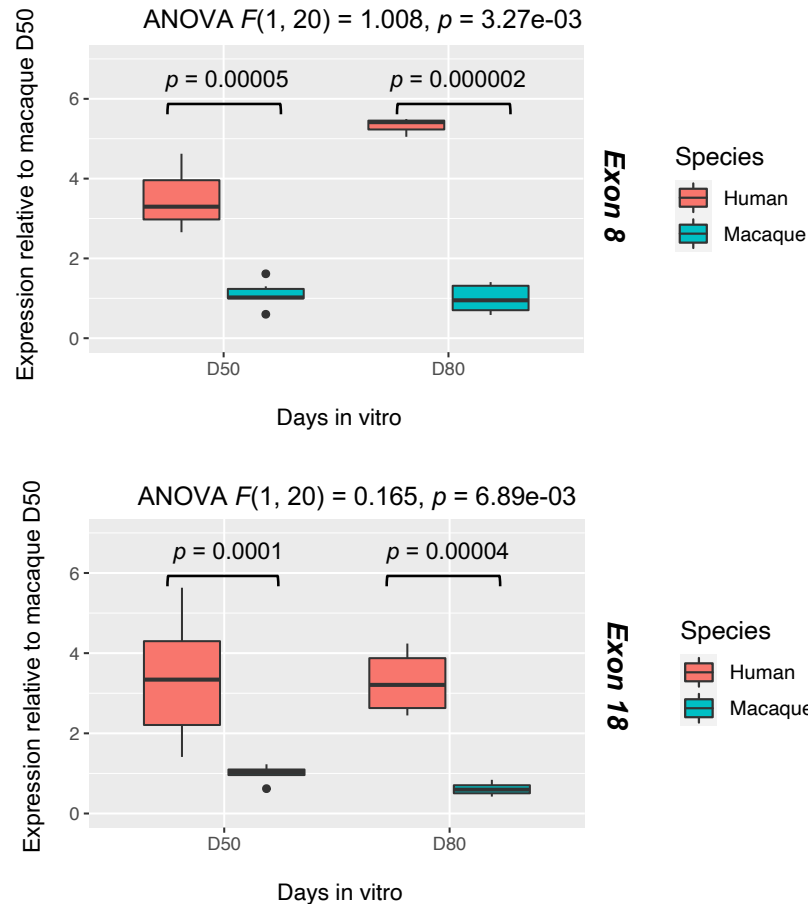 ANOVA F(1, 20) = 1.008, p = 3.27e-03
Expression relative to macaque D50
6
4
2
0
p = 0.00005
p = 0.000002
D50
D80
Days in vitro
Exon 8
Species
Human
Macaque
ANOVA F(1, 20) = 0.165, p = 6.89e-03
Expression relative to macaque D50
6
4
2
0
p = 0.0001
p = 0.00004
D50
D80
Days in vitro
Exon 18
Species
Human
Macaque